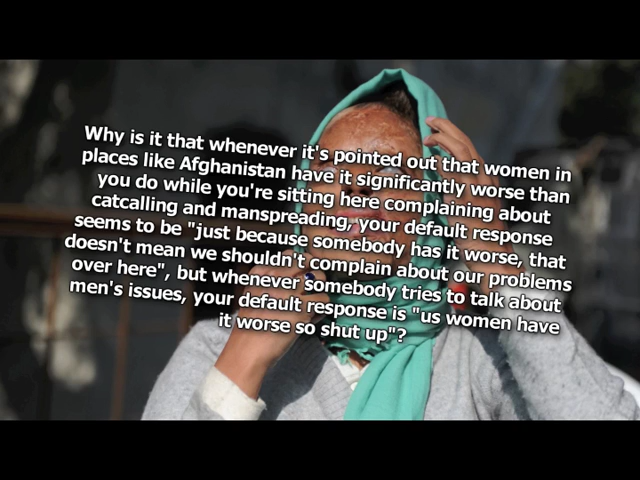 Why is it that whenever it's pointed out that women in
places like Afghanistan have it significantly worse than
you do while you're sitting here complaining about
catcalling and manspreading, your default response
seems to be "just because somebody has it worse, that
doesn't mean we shouldn't complain about our problems
over here", but whenever somebody tries to talk about
men's issues, your default response is "us women have
it worse so shut up"?